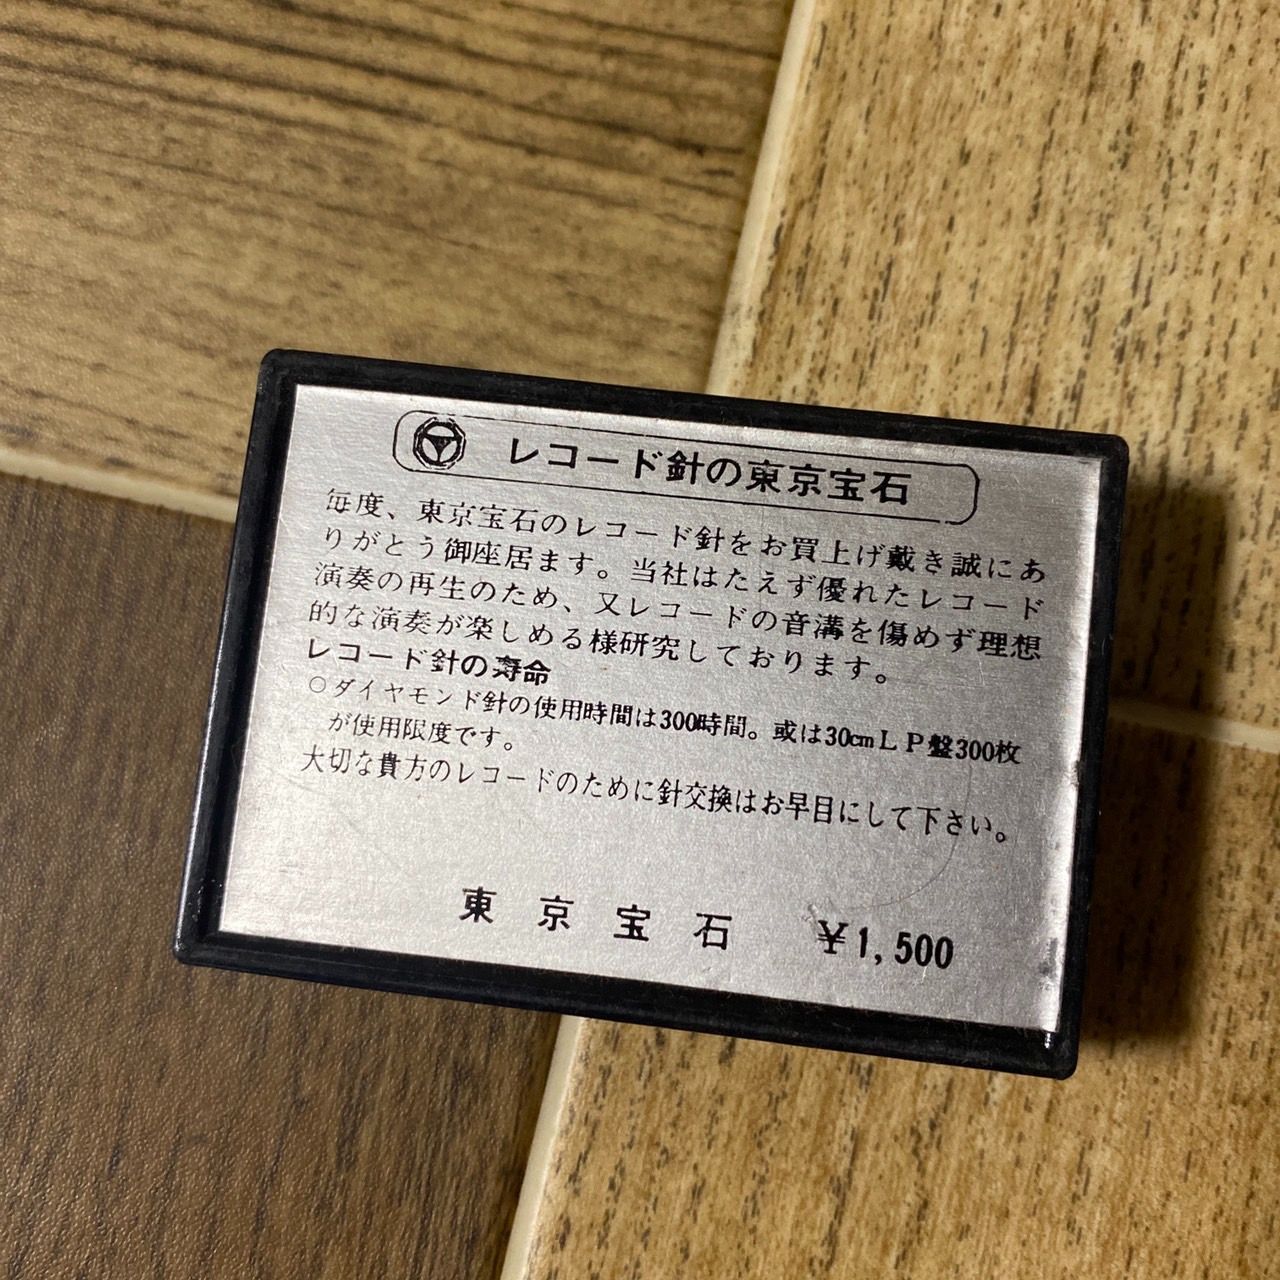 レコード針の東京宝石
毎度、東京宝石のレコード針をお買上げ戴き誠にあ
りがとう御座居ます。当社はたえず優れたレコード
演奏の再生のため、又レコードの音溝を傷めず理想
的な演奏が楽しめる様研究しております。
レコード針の寿命
○ダイヤモンド針の使用時間は300時間。或は30cmＬＰ盤300枚
が使用限度です。
大切な貴方のレコードのために針交換はお早目にして下さい。
東京宝石 ￥1,500